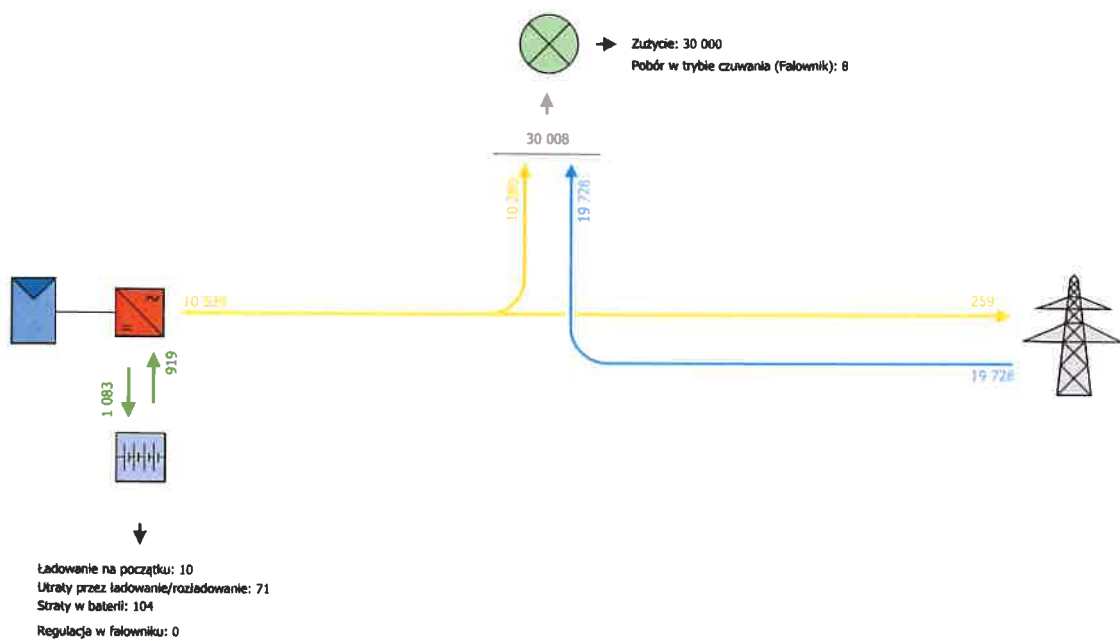 Zużycie: 30 000
Pobór w trybie czuwania (Falownik): 8
30 008
10 280
19 728
10 539
259
19 728
1 083
919
Ładowanie na początku: 10
Utraty przez ładowanie/rozładowanie: 71
Straty w baterii: 104
Regulacja w falowniku: 0